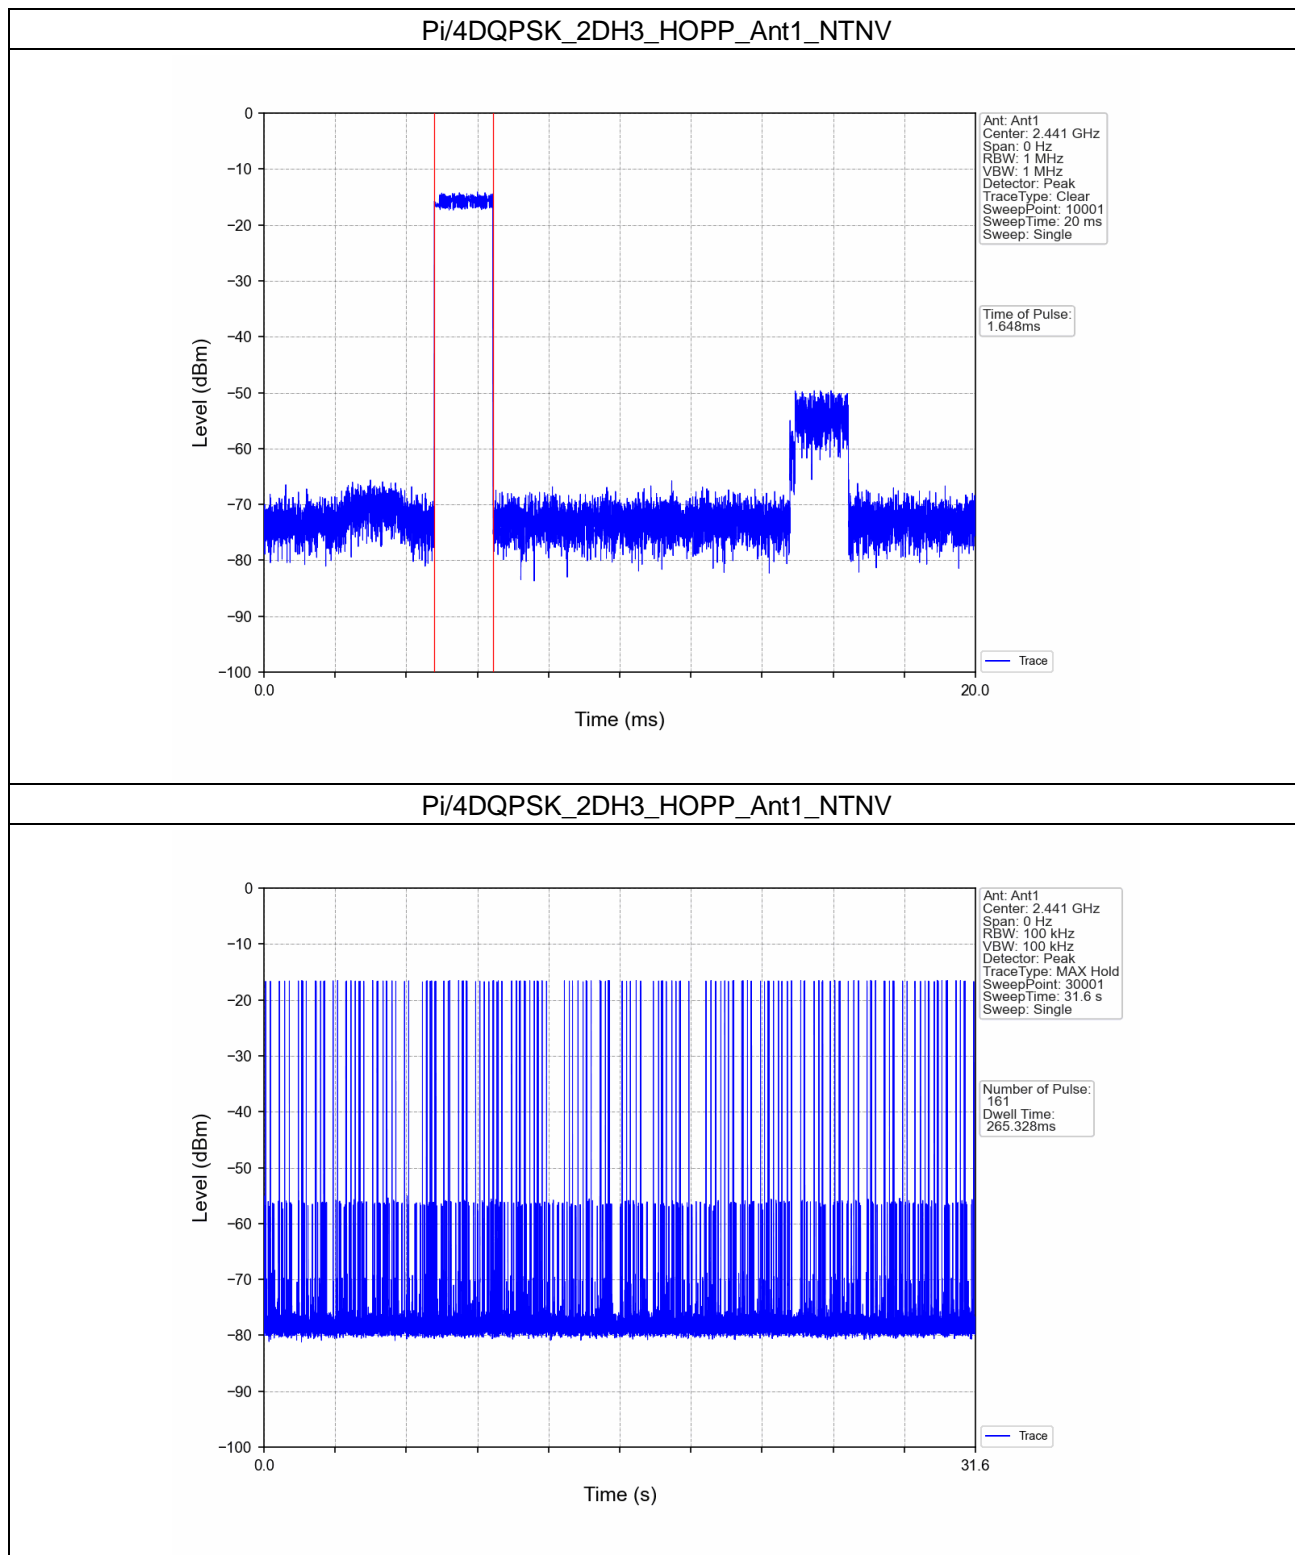 Pi/4DQPSK_2DH3_HOPP_Ant1_NTNV
0
−10
−20
−30
−40
−50
−60
−70
−80
−90
−100
Level (dBm)
0.0
20.0
Time (ms)
Ant: Ant1
Center: 2.441 GHz
Span: 0 Hz
RBW: 1 MHz
VBW: 1 MHz
Detector: Peak
TraceType: Clear
SweepPoint: 10001
SweepTime: 20 ms
Sweep: Single
Time of Pulse:
1.648ms
Trace
Pi/4DQPSK_2DH3_HOPP_Ant1_NTNV
0
−10
−20
−30
−40
−50
−60
−70
−80
−90
−100
Level (dBm)
0.0
31.6
Time (s)
Ant: Ant1
Center: 2.441 GHz
Span: 0 Hz
RBW: 100 kHz
VBW: 100 kHz
Detector: Peak
TraceType: MAX Hold
SweepPoint: 30001
SweepTime: 31.6 s
Sweep: Single
Number of Pulse:
161
Dwell Time:
265.328ms
Trace